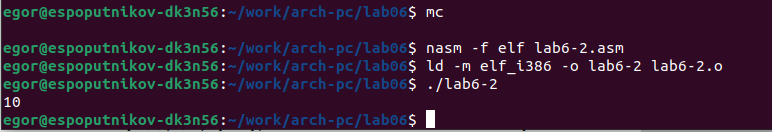 egor@espoputnikov-dk3n56:~/work/arch-pc/lab06$ mc
egor@espoputnikov-dk3n56:~/work/arch-pc/lab06$ nasm -f elf lab6-2.asm
egor@espoputnikov-dk3n56:~/work/arch-pc/lab06$ ld -m elf_i386 -o lab6-2 lab6-2.o
egor@espoputnikov-dk3n56:~/work/arch-pc/lab06$ ./lab6-2
10
egor@espoputnikov-dk3n56:~/work/arch-pc/lab06$